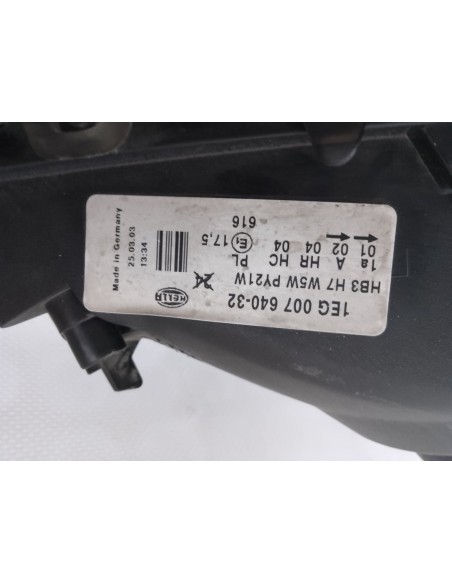 1EG 007 640-32
HB3 H7 W5W PY21W
1a A HR HC PL
01 02 04 04
E1 17,5
616
24
HELLA
Made in Germany
25.03.03
13:34